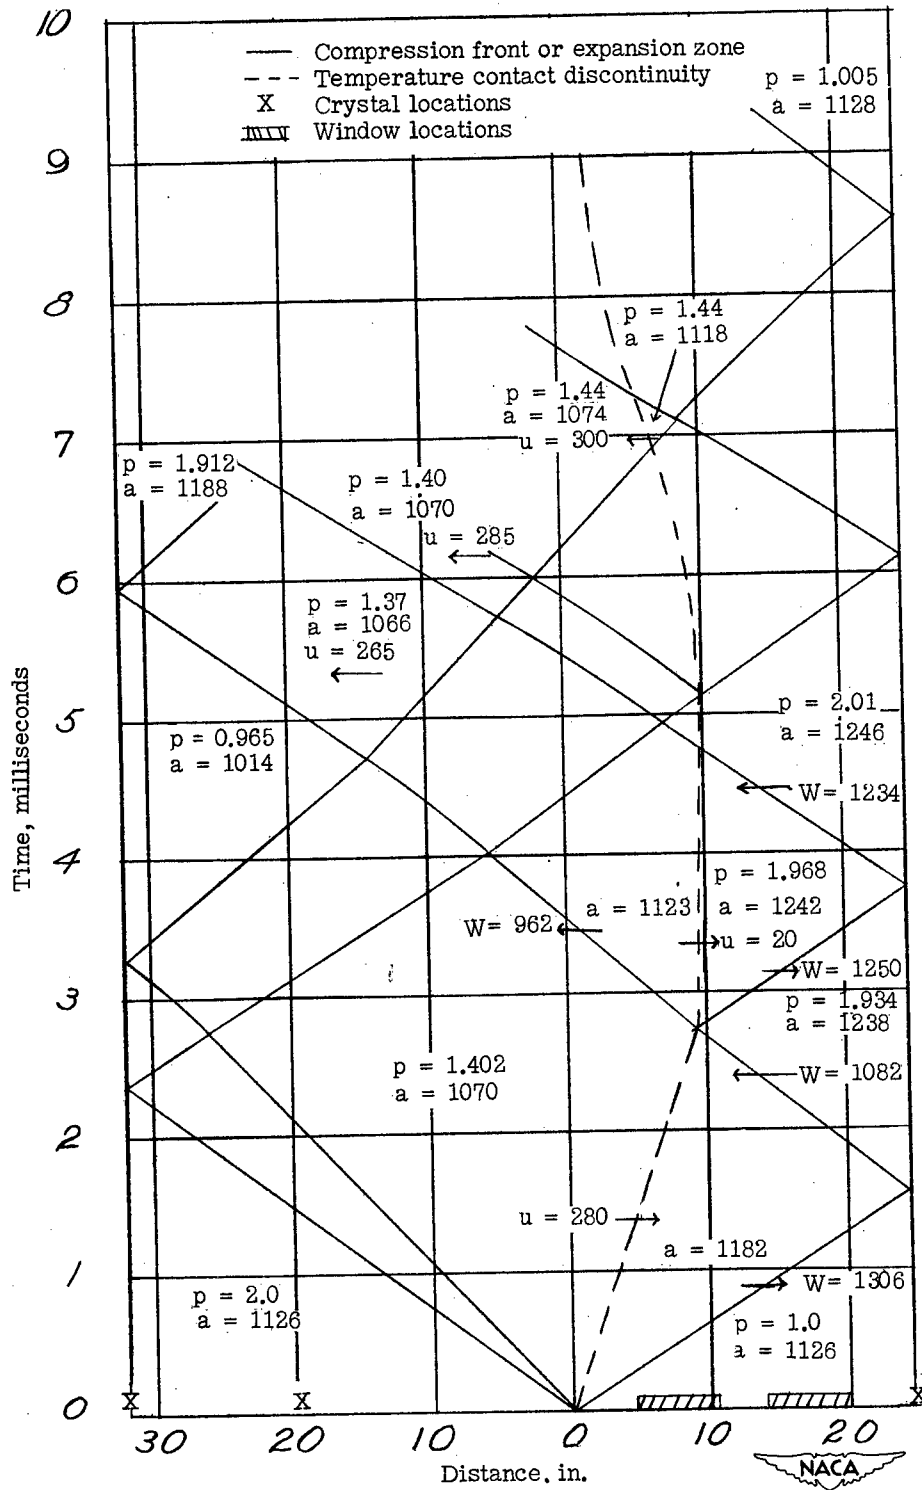 10
Compression front or expansion zone
Temperature contact discontinuity
X Crystal locations
Window locations
p = 1.005
a = 1128
9
8
p = 1.44
a = 1118
p = 1.44
a = 1074
u = 300
7
p = 1.912
a = 1188
p = 1.40
a = 1070
u = 285
6
p = 1.37
a = 1066
u = 265
Time, milliseconds
5
p = 2.01
a = 1246
p = 0.965
a = 1014
W= 1234
4
p = 1.968
a = 1123
a = 1242
W= 962
u = 20
W= 1250
3
p = 1.934
a = 1238
p = 1.402
a = 1070
W= 1082
2
u = 280
a = 1182
1
W= 1306
p = 2.0
a = 1126
p = 1.0
a = 1126
0
X X X
30 20 10 0 10 20
Distance, in.
NACA